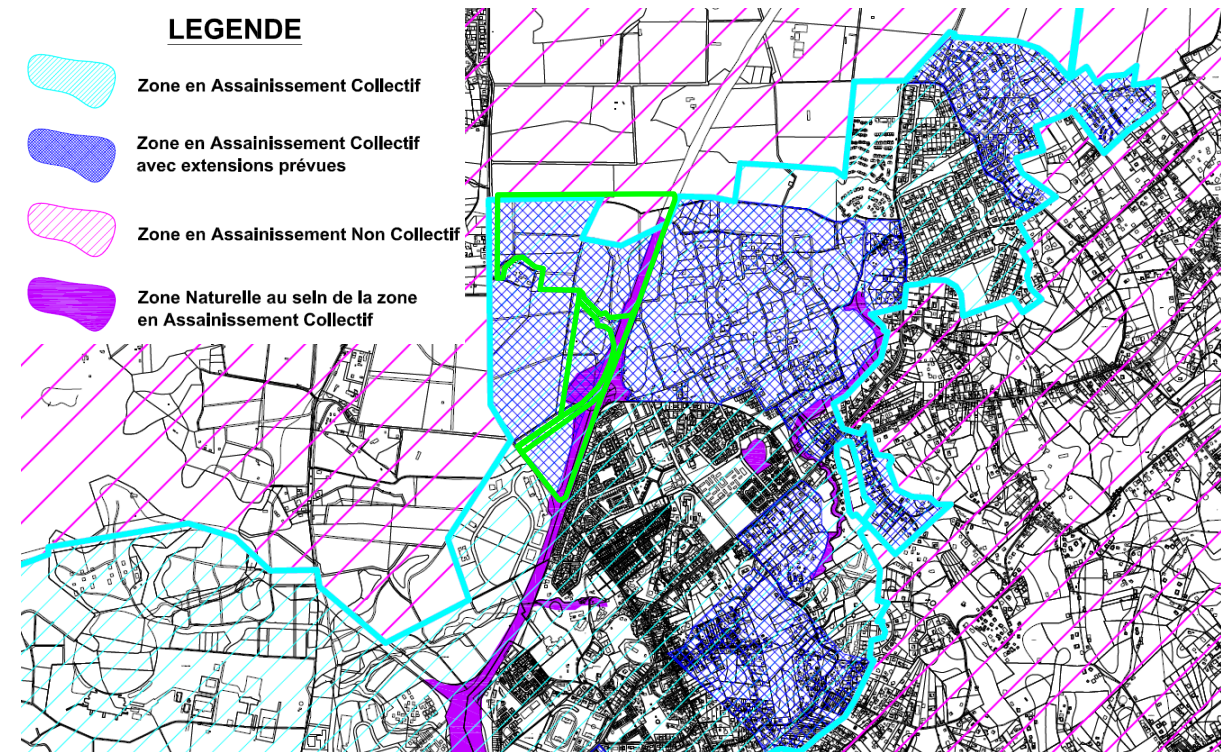 LEGENDE
Zone en Assainissement Collectif
Zone en Assainissement Collectif
avec extensions prévues
Zone en Assainissement Non Collectif
Zone Naturelle au sein de la zone
en Assainissement Collectif